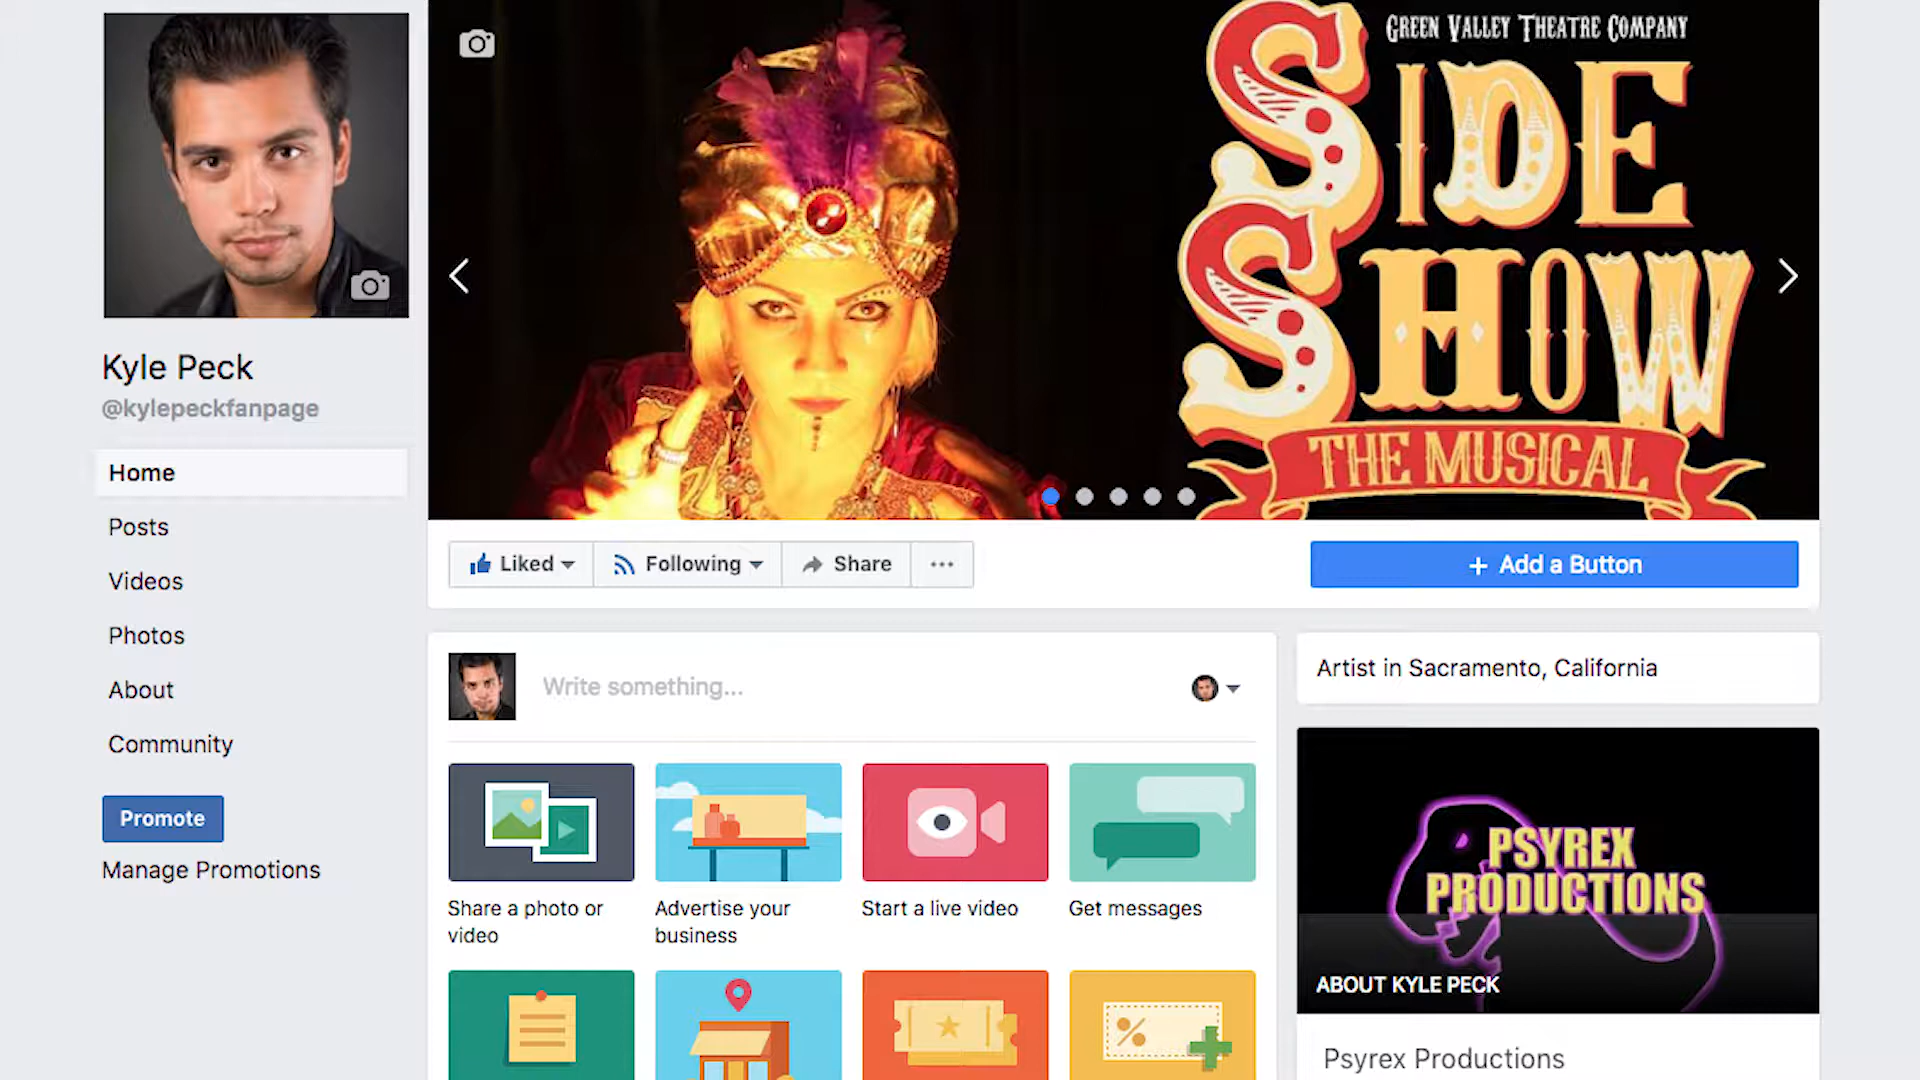 GREEN VALLEY THEATRE COMPANY
SIDE
SHOW
THE MUSICAL
Kyle Peck
@kylepeckfanpage
Home
Posts
Videos
Photos
About
Community
Promote
Manage Promotions
Liked
Following
Share
+ Add a Button
Write something...
Share a photo or
video
Advertise your
business
Start a live video
Get messages
Artist in Sacramento, California
PSYREX
PRODUCTIONS
ABOUT KYLE PECK
Psyrex Productions